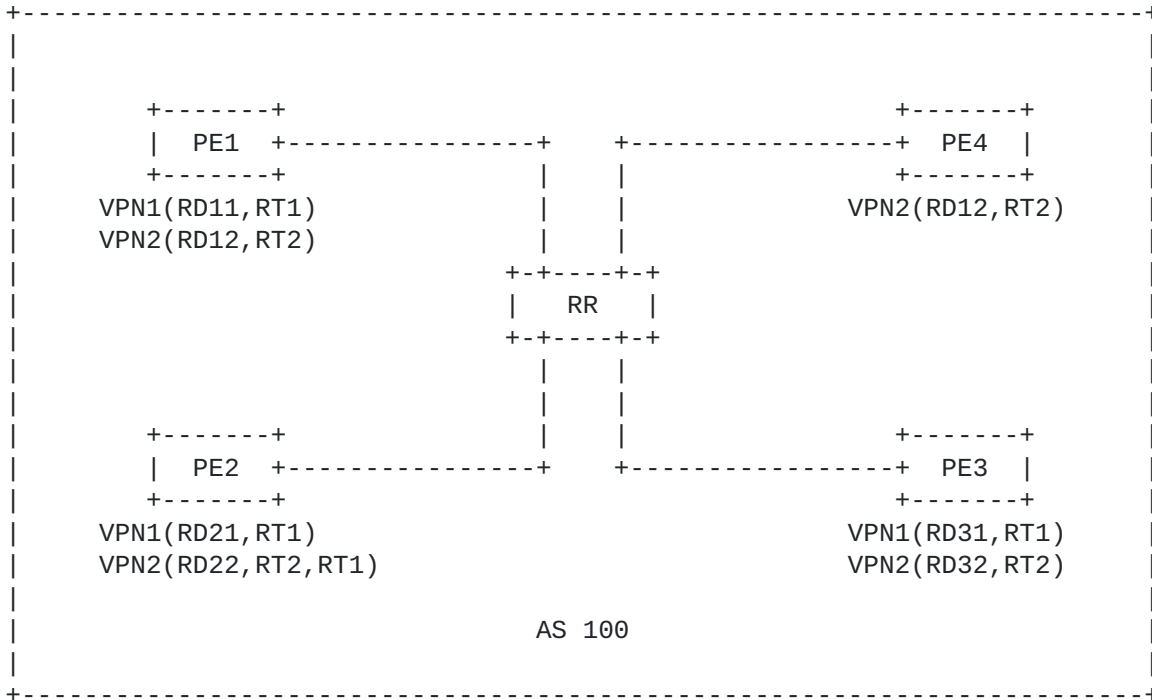 PE1 PE4
VPN1(RD11,RT1) VPN2(RD12,RT2)
VPN2(RD12,RT2)
RR
PE2 PE3
VPN1(RD21,RT1) VPN1(RD31,RT1)
VPN2(RD22,RT2,RT1) VPN2(RD32,RT2)
AS 100